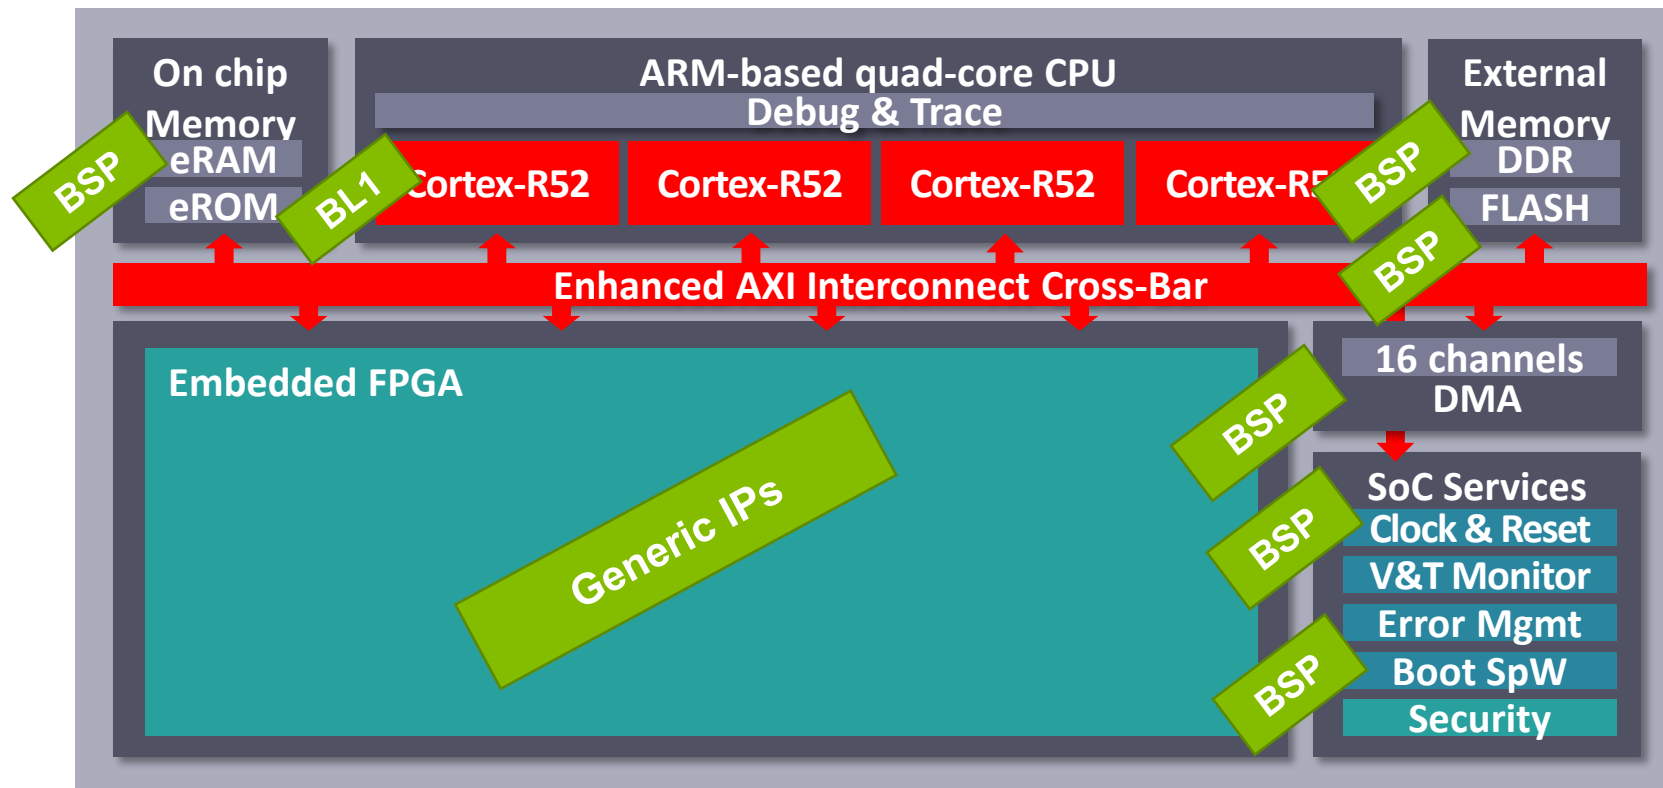 On chip
Memory
eRAM
eROM
BSP
ARM-based quad-core CPU
Debug & Trace
BL1
Cortex-R52
Cortex-R52
Cortex-R52
Cortex-R5
BSP
External
Memory
DDR
FLASH
BSP
Enhanced AXI Interconnect Cross-Bar
Embedded FPGA
Generic IPs
BSP
16 channels
DMA
SoC Services
BSP
Clock & Reset
V&T Monitor
Error Mgmt
BSP
Boot SpW
Security